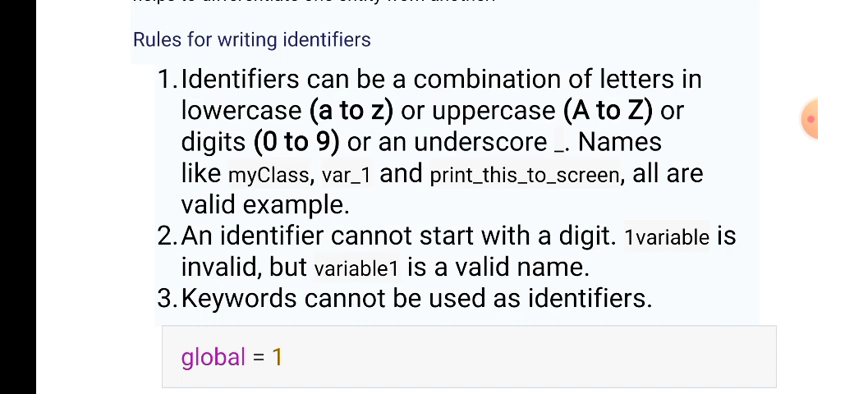 Rules for writing identifiers
1. Identifiers can be a combination of letters in
lowercase (a to z) or uppercase (A to Z) or
digits (0 to 9) or an underscore _. Names
like myClass, var_1 and print_this_to_screen, all are
valid example.
2. An identifier cannot start with a digit. 1variable is
invalid, but variable1 is a valid name.
3. Keywords cannot be used as identifiers.
global = 1